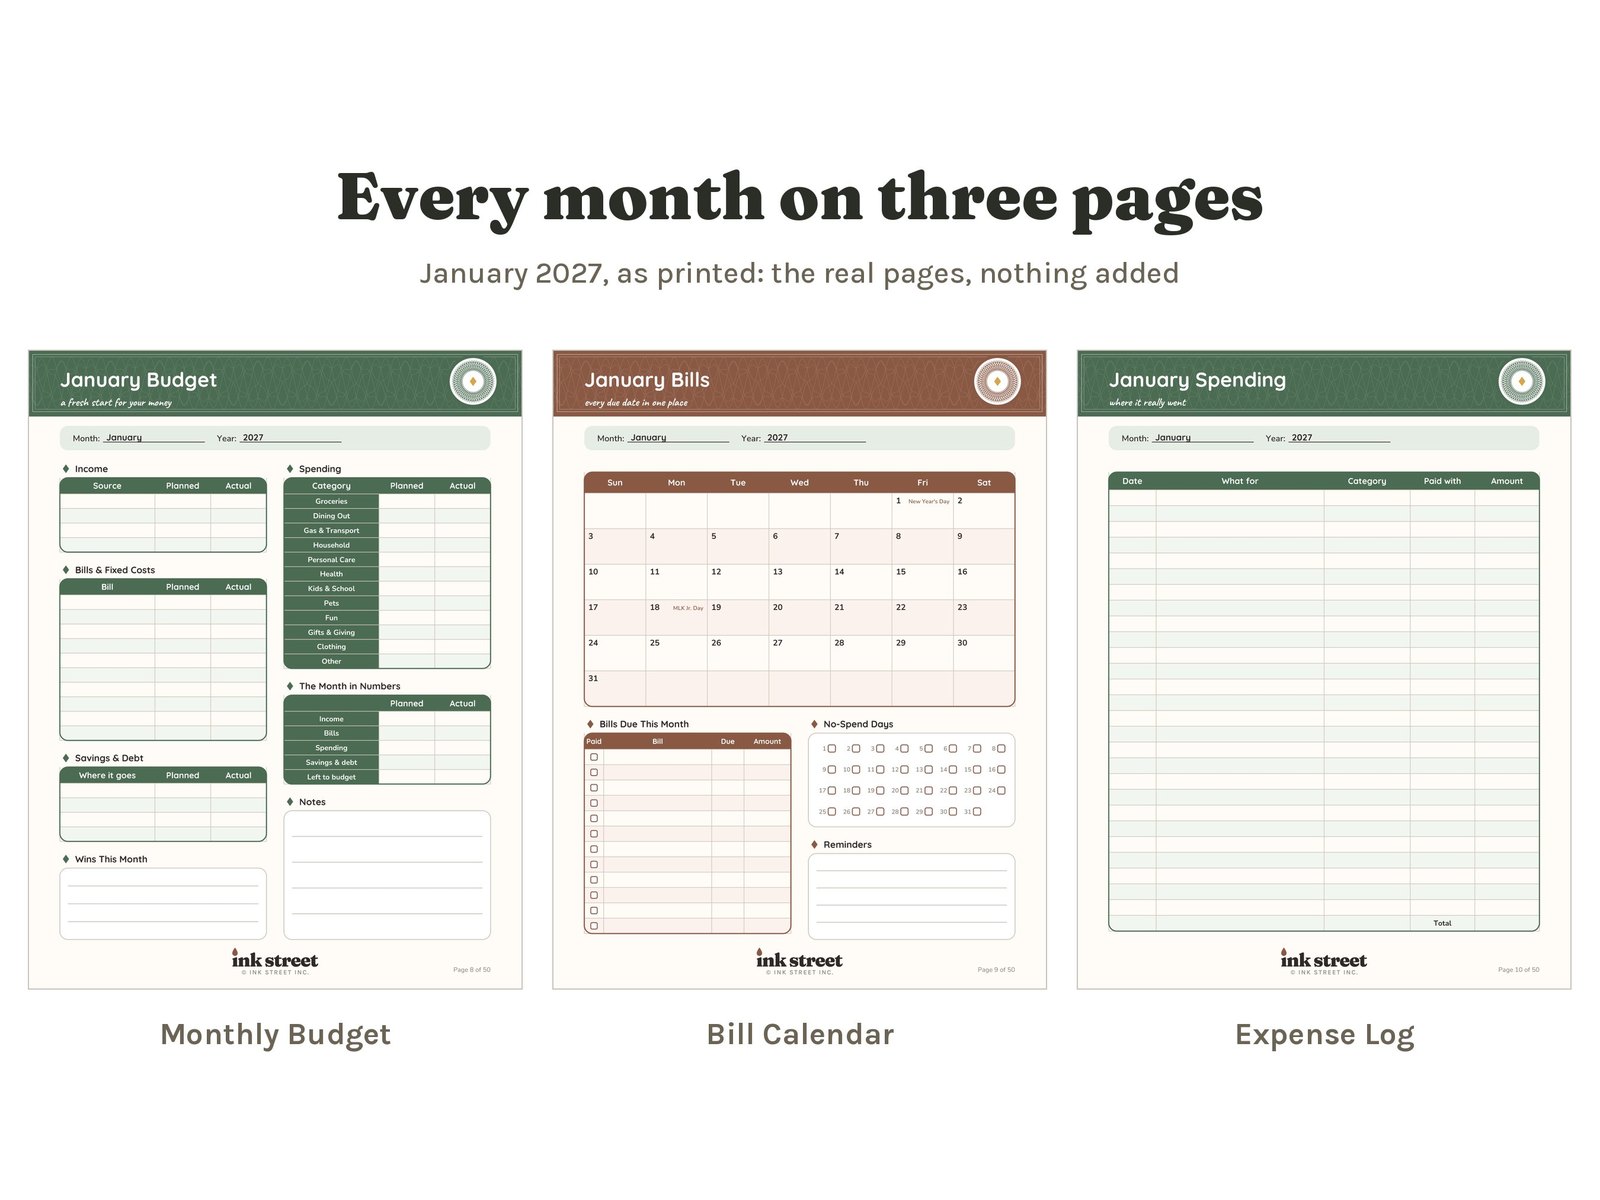 Every month on three pages
January 2027, as printed: the real pages, nothing added
January Budget
a fresh start for your money
Month: January Year: 2027
Income
Source Planned Actual
Bills & Fixed Costs
Bill Planned Actual
Savings & Debt
Where it goes Planned Actual
Wins This Month
Spending
Category Planned Actual
Groceries
Dining Out
Gas & Transport
Household
Personal Care
Health
Kids & School
Pets
Fun
Gifts & Giving
Clothing
Other
The Month in Numbers
Planned Actual
Income
Bills
Spending
Savings & debt
Left to budget
Notes
ink street
© INK STREET INC.
Page 8 of 50
Monthly Budget
January Bills
every due date in one place
Month: January Year: 2027
Sun Mon Tue Wed Thu Fri Sat
1 New Year's Day 2
3 4 5 6 7 8 9
10 11 12 13 14 15 16
17 18 MLK Jr. Day 19 20 21 22 23
24 25 26 27 28 29 30
31
Bills Due This Month
Paid Bill Due Amount
No-Spend Days
1 2 3 4 5 6 7 8
9 10 11 12 13 14 15 16
17 18 19 20 21 22 23 24
25 26 27 28 29 30 31
Reminders
ink street
© INK STREET INC.
Page 9 of 50
Bill Calendar
January Spending
where it really went
Month: January Year: 2027
Date What for Category Paid with Amount
Total
ink street
© INK STREET INC.
Page 10 of 50
Expense Log